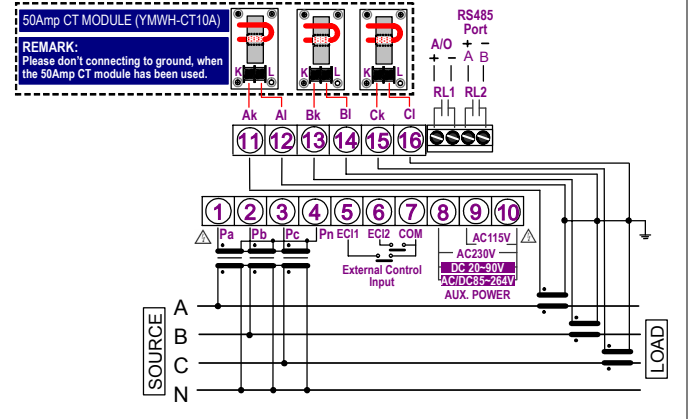 50Amp CT MODULE (YMWH-CT10A)
REMARK:
Please don't connecting to ground, when
the 50Amp CT module has been used.
K L K L K L
Ak Al Bk Bl Ck Cl
RS485
Port
A/O + -
+ - A B
RL1 RL2
11 12 13 14 15 16
1 2 3 4 5 6 7 8 9 10
Pa Pb Pc Pn ECI1 ECI2 COM
AC115V
AC230V
External Control
Input
DC 20~90V
AC/DC85~264V
AUX. POWER
SOURCE
A
B
C
N
LOAD